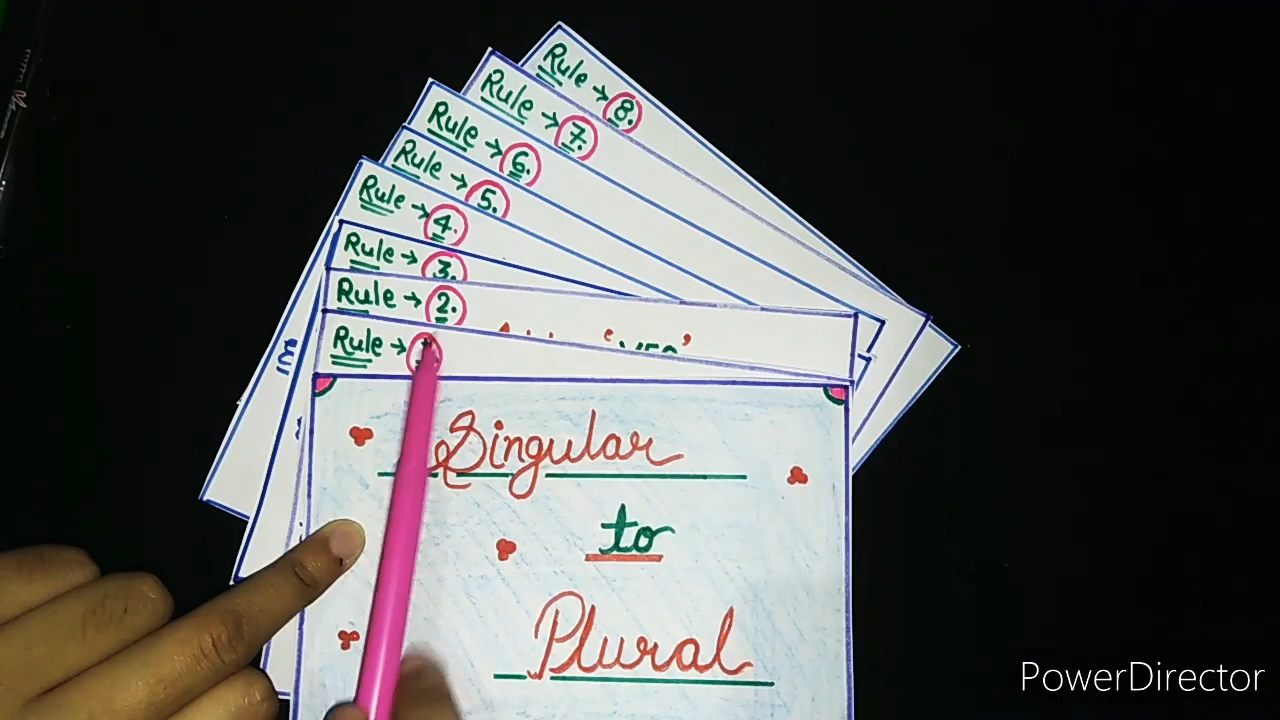 Rule → 8.
Rule → 7.
Rule → 6.
Rule → 5.
Rule → 4.
Rule → 3.
Rule → 2.
Rule →
Singular
to
Plural
PowerDirector